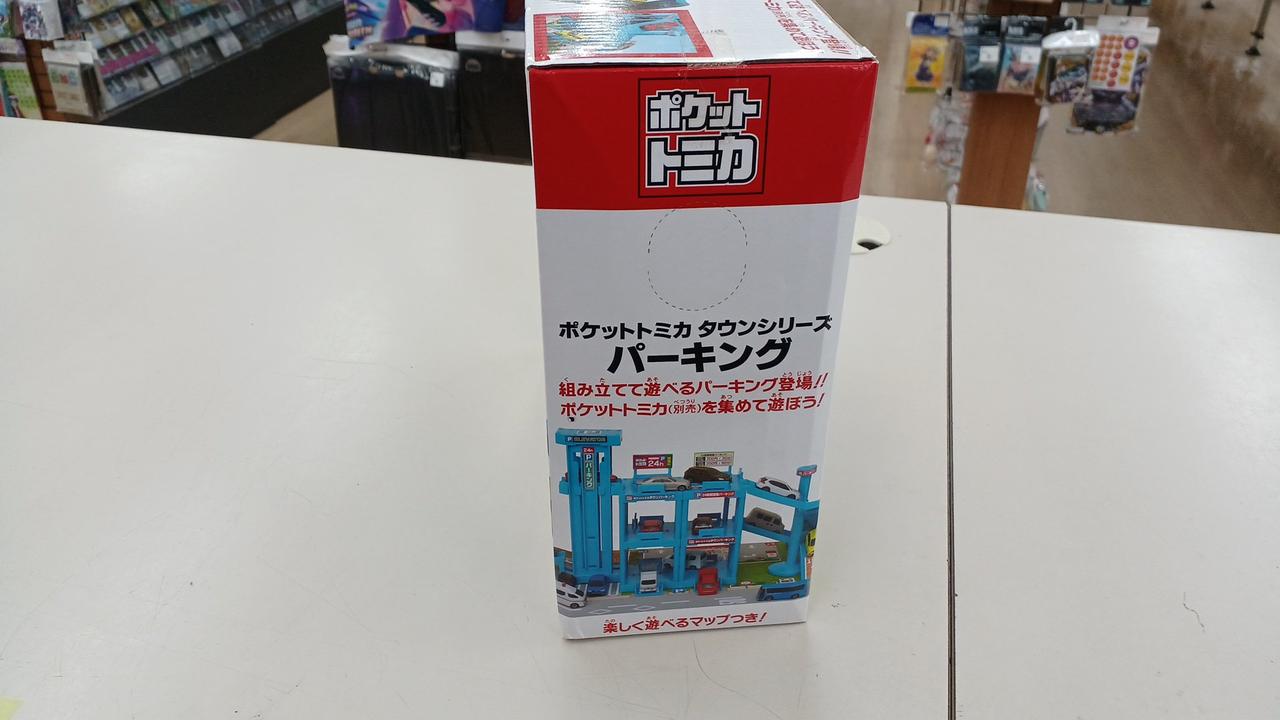 ポケット
トミカ
ポケットトミカ タウンシリーズ
パーキング
組み立てて遊べるパーキング登場!!
ポケットトミカ(別売)を集めて遊ぼう!
P ELEVATOR
24h
P パーキング
24h
楽しく遊べるマップつき!